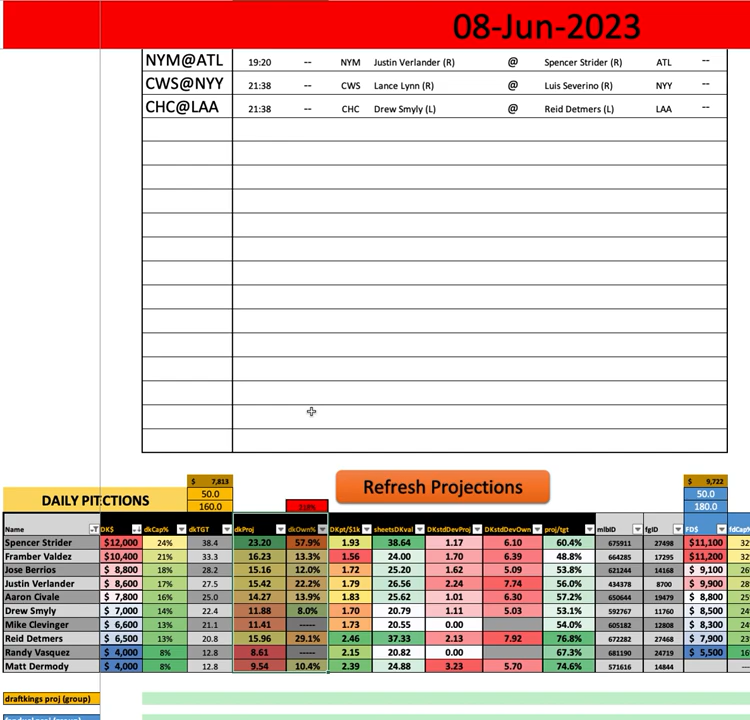 08-Jun-2023
NYM@ATL 19:20 -- NYM Justin Verlander (R) @ Spencer Strider (R) ATL --
CWS@NYY 21:38 -- CWS Lance Lynn (R) @ Luis Severino (R) NYY --
CHC@LAA 21:38 -- CHC Drew Smyly (L) @ Reid Detmers (L) LAA --
$ 7,813 $ 9,722
50.0 50.0
160.0 180.0
Refresh Projections
Name DK$ dkCap% dkTGT dkProj dkOwn% DKpt/$1k sheetsDKval DKstdDevProj DKstdDevOwn proj/tgt mlbID fgID FD$
Spencer Strider $12,000 24% 38.4 23.20 57.9% 1.93 38.64 1.17 6.10 60.4% 675911 27498 $11,100 32
Framber Valdez $10,400 21% 33.3 16.23 13.3% 1.56 24.00 1.70 6.39 48.8% 664285 17295 $11,200 32
Jose Berrios $ 8,800 18% 28.2 15.16 12.0% 1.72 25.20 1.62 5.09 53.8% 621244 14168 $ 9,100 26
Justin Verlander $ 8,600 17% 27.5 15.42 22.2% 1.79 26.56 2.24 7.74 56.0% 434378 8700 $ 9,900 28
Aaron Civale $ 7,800 16% 25.0 14.27 13.9% 1.83 25.62 1.01 6.30 57.2% 650644 19479 $ 8,800 25
Drew Smyly $ 7,000 14% 22.4 11.88 8.0% 1.70 20.79 1.11 5.03 53.1% 592767 11760 $ 8,500 24
Mike Clevinger $ 6,600 13% 21.1 11.41 ----- 1.73 20.55 0.00 54.0% 605182 12808 $ 8,300 24
Reid Detmers $ 6,500 13% 20.8 15.96 29.1% 2.46 37.33 2.13 7.92 76.8% 672282 27468 $ 7,900 23
Randy Vasquez $ 4,000 8% 12.8 8.61 ----- 2.15 20.82 0.00 67.3% 681190 24719 $ 5,500 16
Matt Dermody $ 4,000 8% 12.8 9.54 10.4% 2.39 24.88 3.23 5.70 74.6% 571616 14844
draftkings proj (group)